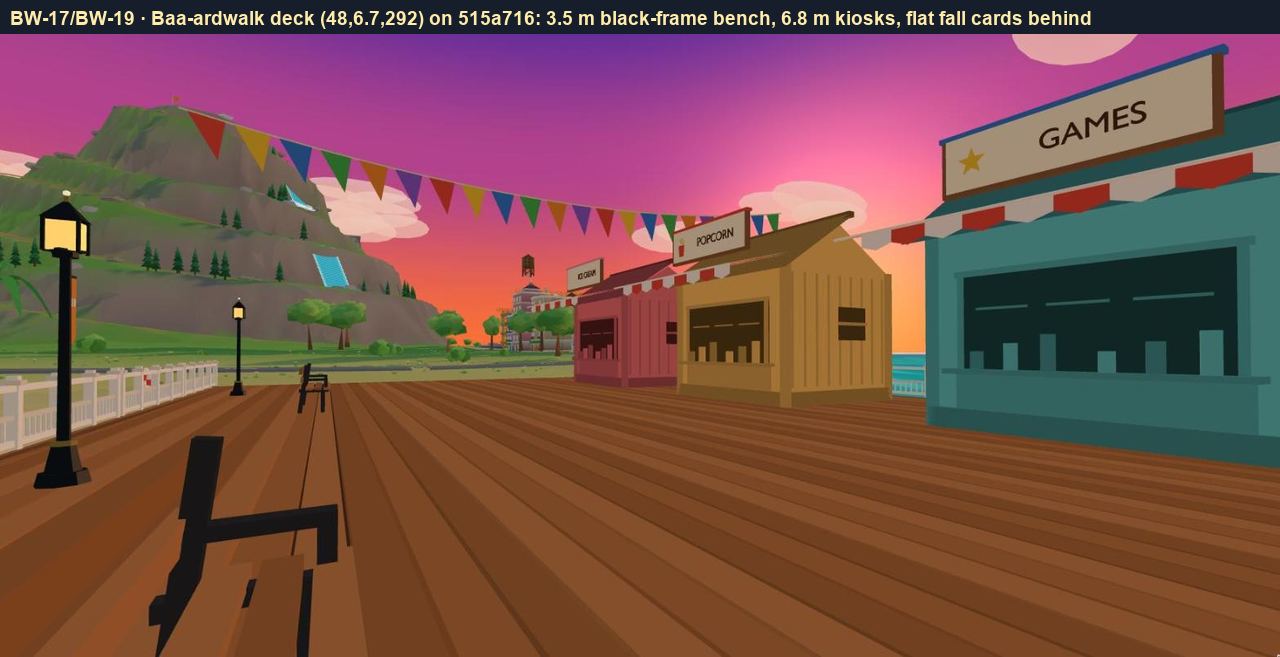 BW-17/BW-19 · Baa-ardwalk deck (48,6.7,292) on 515a716: 3.5 m black-frame bench, 6.8 m kiosks, flat fall cards behind
GAMES
POPCORN
ICE CREAM